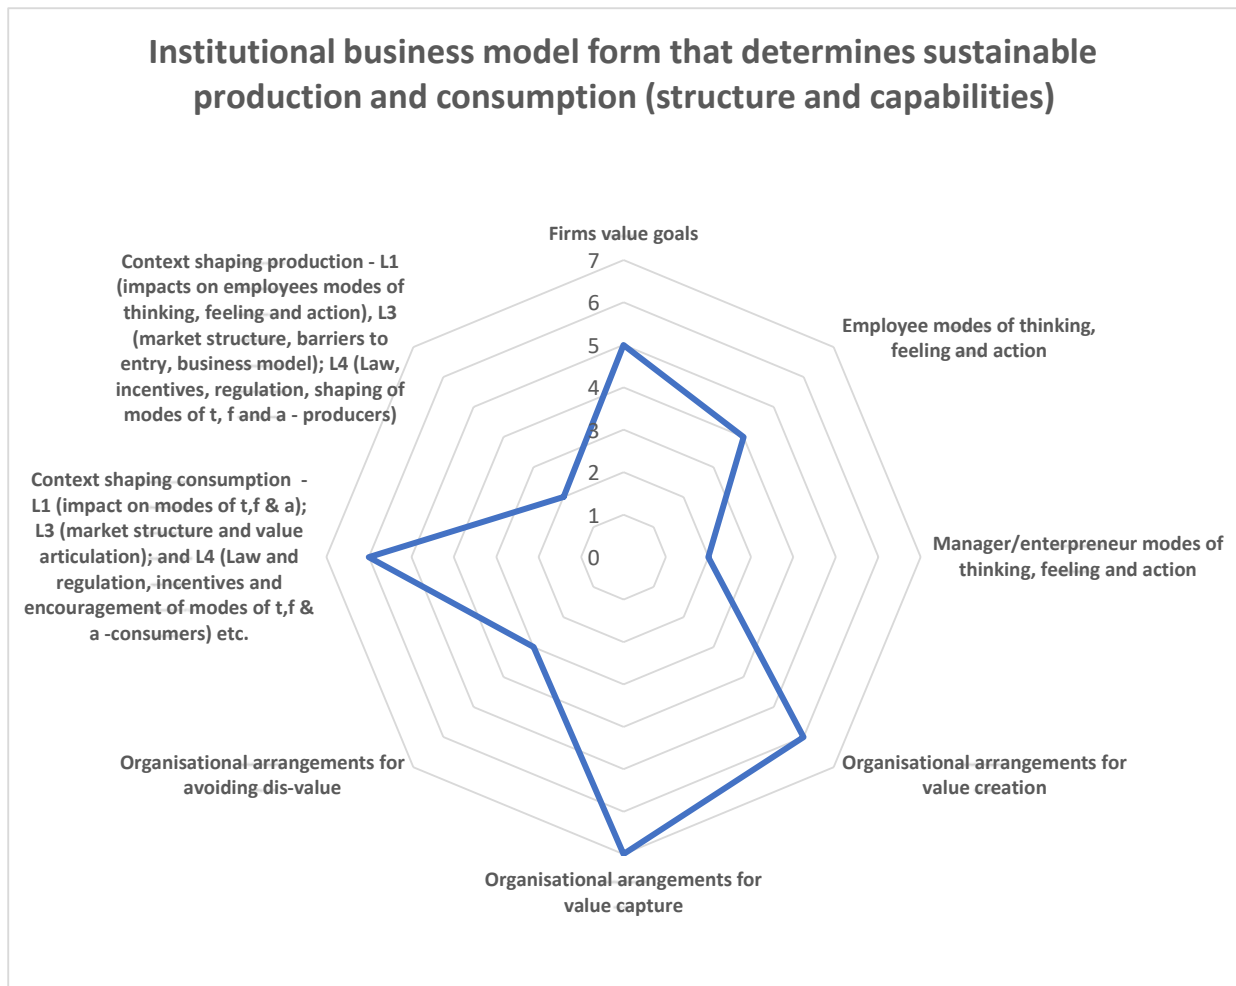 Institutional business model form that determines sustainable
production and consumption (structure and capabilities)
Firms value goals
7
6
5
4
3
2
1
0
Employee modes of thinking,
feeling and action
Manager/enterpreneur modes of
thinking, feeling and action
Organisational arrangements for
value creation
Organisational arangements for
value capture
Organisational arrangements for
avoiding dis-value
Context shaping consumption  -
L1 (impact on modes of t,f & a);
L3 (market structure and value
articulation); and L4 (Law and
regulation, incentives and
encouragement of modes of t,f &
a -consumers) etc.
Context shaping production - L1
(impacts on employees modes of
thinking, feeling and action), L3
(market structure, barriers to
entry, business model); L4 (Law,
incentives, regulation, shaping of
modes of t, f and a - producers)